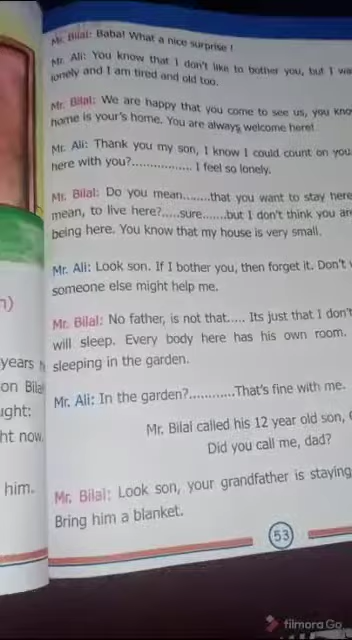 Mr. Bilal: Baba! What a nice surprise !
Mr. Ali: You know that I don't like to bother you, but I
lonely and I am tired and old too.
Mr. Bilal: We are happy that you come to see us, you
home is your's home. You are always welcome here!
Mr. Ali: Thank you my son, I know I could count on you
here with you?................. I feel so lonely.
Mr. Bilal: Do you mean........that you want to stay here
mean, to live here?.....sure.......but I don't think you
being here. You know that my house is very small.
Mr. Ali: Look son. If I bother you, then forget it. Don't
someone else might help me.
Mr. Bilal: No father, is not that..... Its just that I don't
will sleep. Every body here has his own room.
sleeping in the garden.
Mr. Ali: In the garden?............That's fine with me.
Mr. Bilal called his 12 year old son,
Did you call me, dad?
Mr. Bilal: Look son, your grandfather is staying
Bring him a blanket.
53
years
on
ht now.
him.
filmora Go